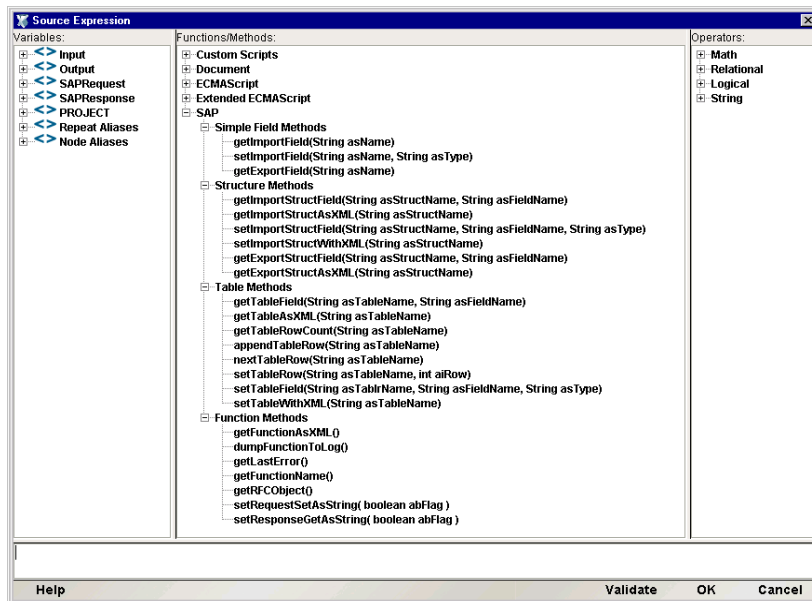 Source Expression
Variables:
Input
Output
SAPRequest
SAPResponse
PROJECT
Repeat Aliases
Node Aliases
Functions/Methods:
Custom Scripts
Document
ECMAScript
Extended ECMAScript
SAP
Simple Field Methods
getImportField(String asName)
setImportField(String asName, String asType)
getExportField(String asName)
Structure Methods
getImportStructField(String asStructName, String asFieldName)
getImportStructAsXML(String asStructName)
setImportStructField(String asStructName, String asFieldName, String asType)
setImportStructWithXML(String asStructName)
getExportStructField(String asStructName, String asFieldName)
getExportStructAsXML(String asStructName)
Table Methods
getTableField(String asTableName, String asFieldName)
getTableAsXML(String asTableName)
getTableRowCount(String asTableName)
appendTableRow(String asTableName)
nextTableRow(String asTableName)
setTableRow(String asTableName, int aiRow)
setTableField(String asTablrName, String asFieldName, String asType)
setTableWithXML(String asTableName)
Function Methods
getFunctionAsXML()
dumpFunctionToLog()
getLastError()
getFunctionName()
getRFCObject()
setRequestSetAsString( boolean abFlag )
setResponseGetAsString( boolean abFlag )
Operators:
Math
Relational
Logical
String
Help
Validate
OK
Cancel